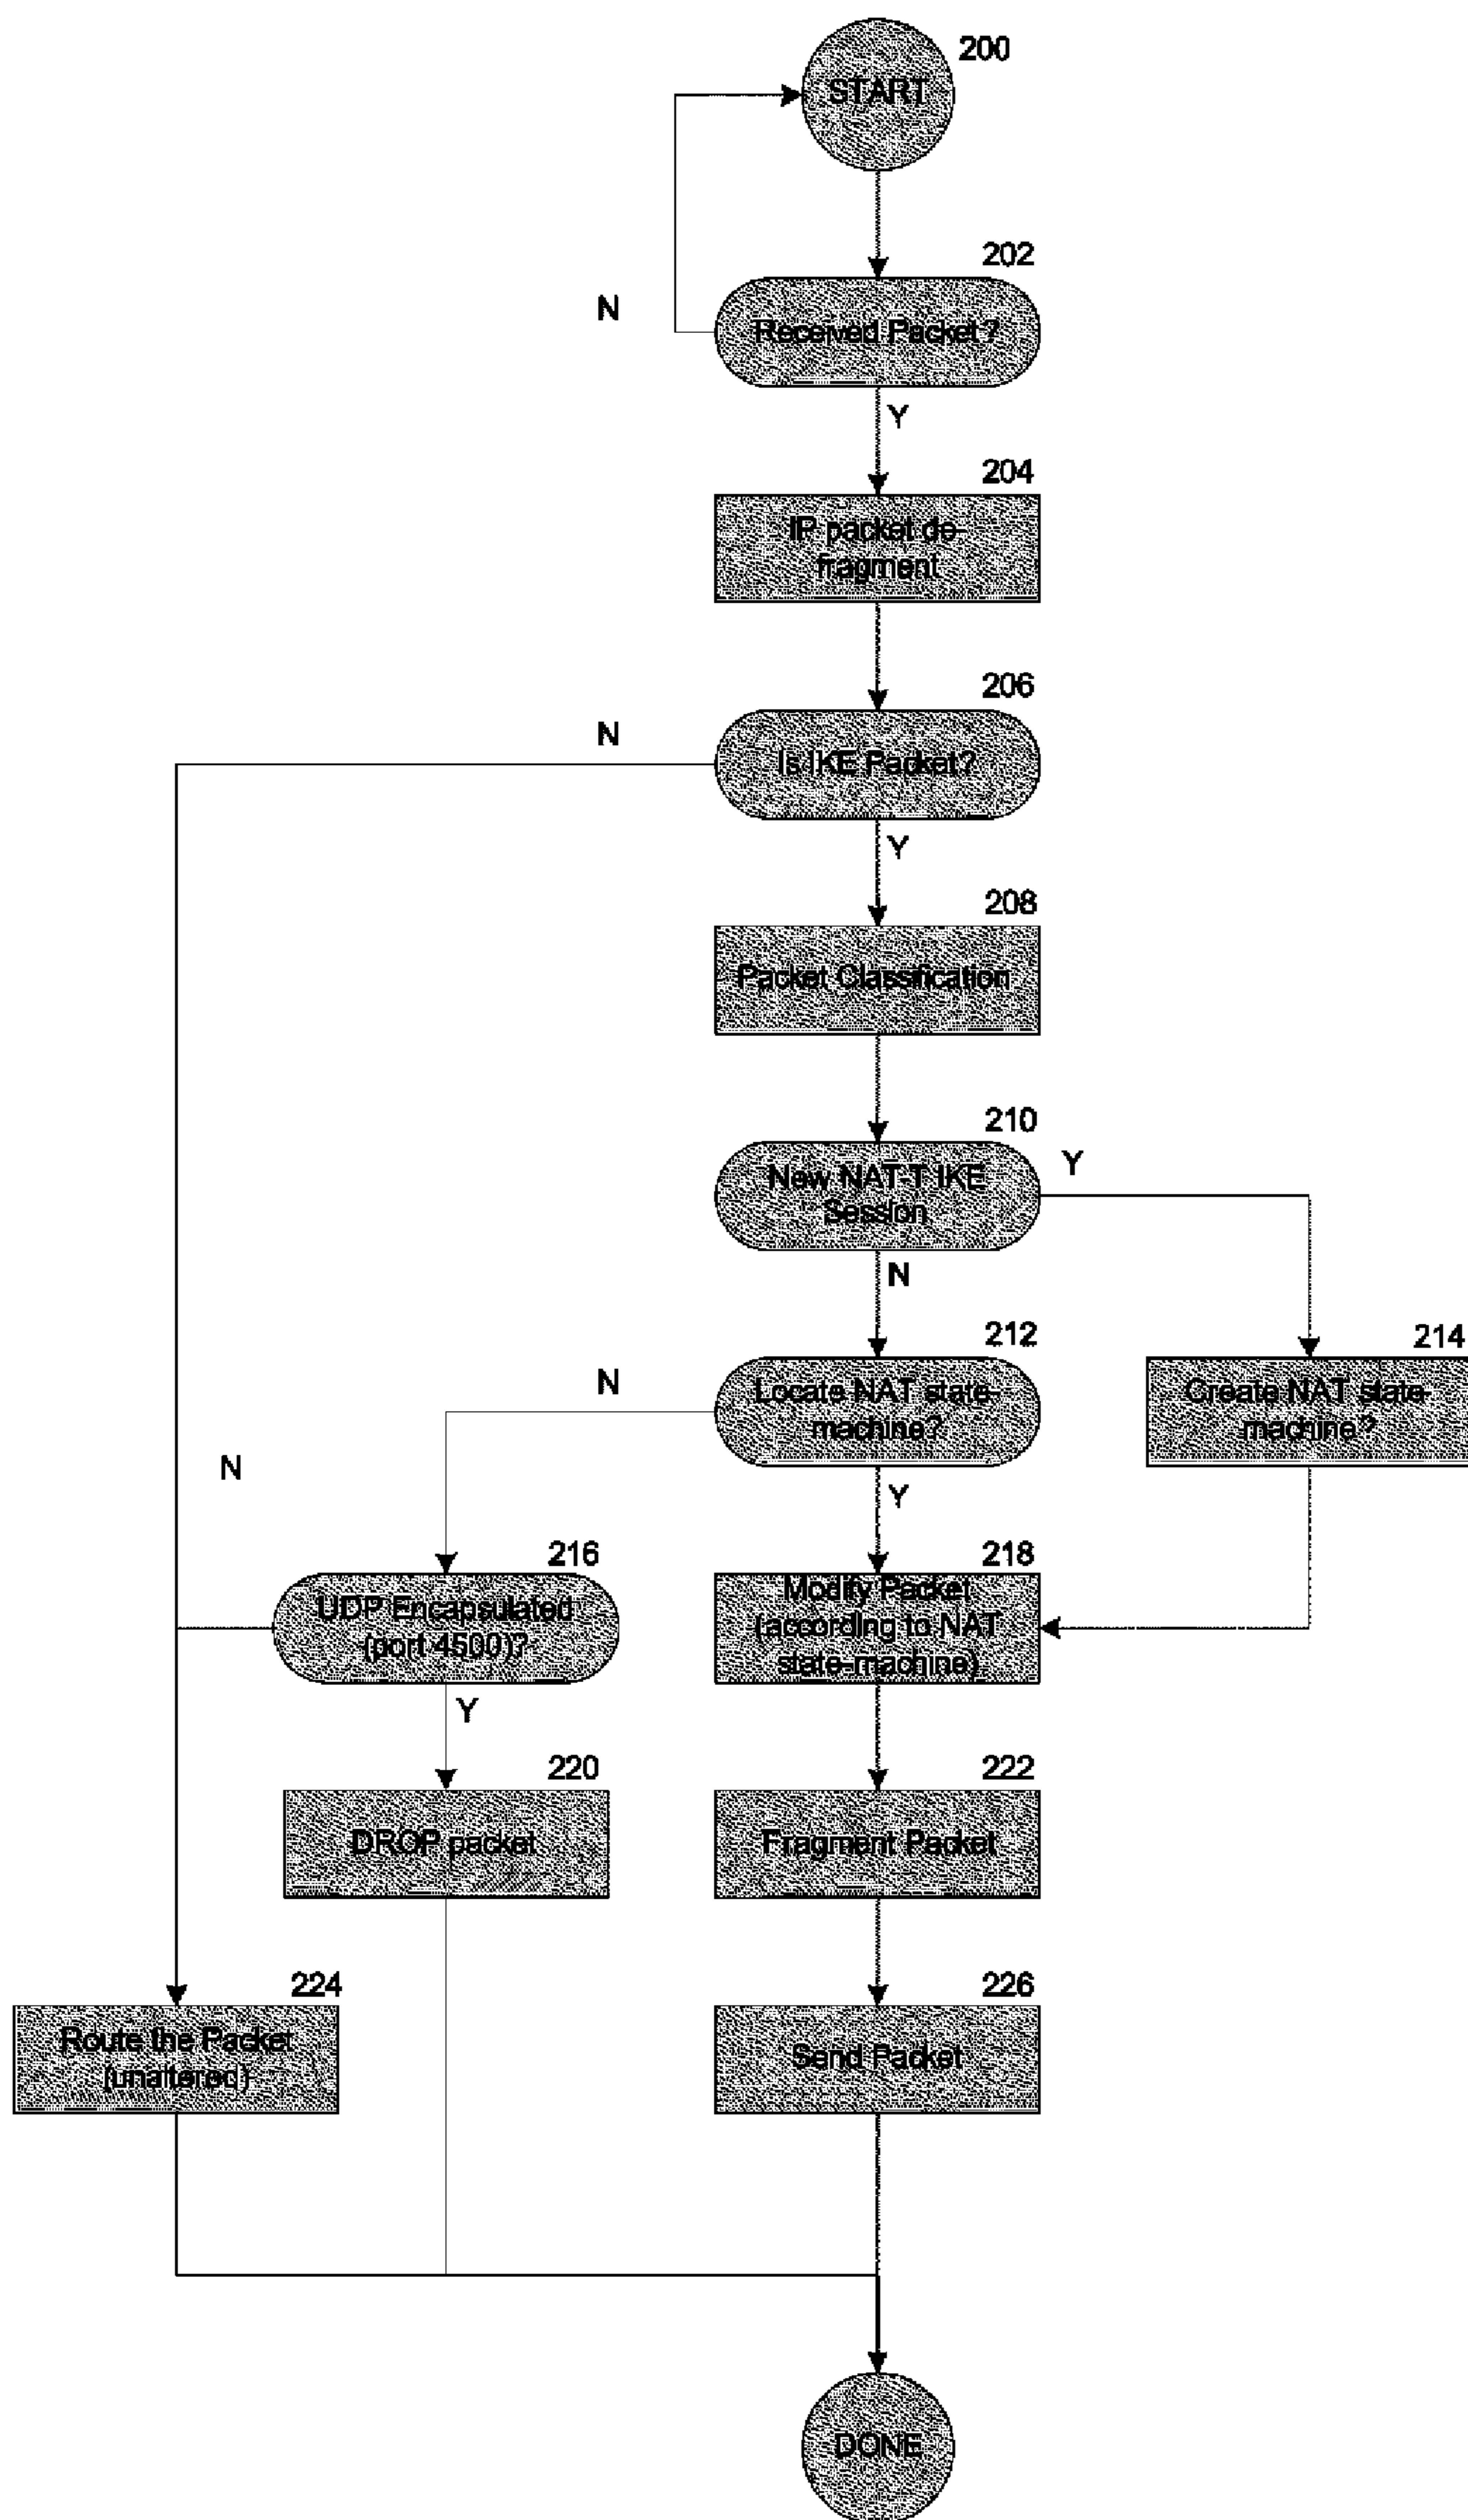 200
START
202
N
Received Packet?
Y
204
IP packet de-
fragment
206
N
Is IKE Packet?
Y
208
Packet Classification
210
New NAT-T IKE
Session
Y
N
212
214
N
Locate NAT state-
machine?
Create NAT state-
machine?
N
Y
216
218
UDP Encapsulated
(port 4500)?
Modify Packet
(according to NAT
state-machine)
Y
220
222
DROP packet
Fragment Packet
224
226
Route the Packet
(unaltered)
Send Packet
DONE